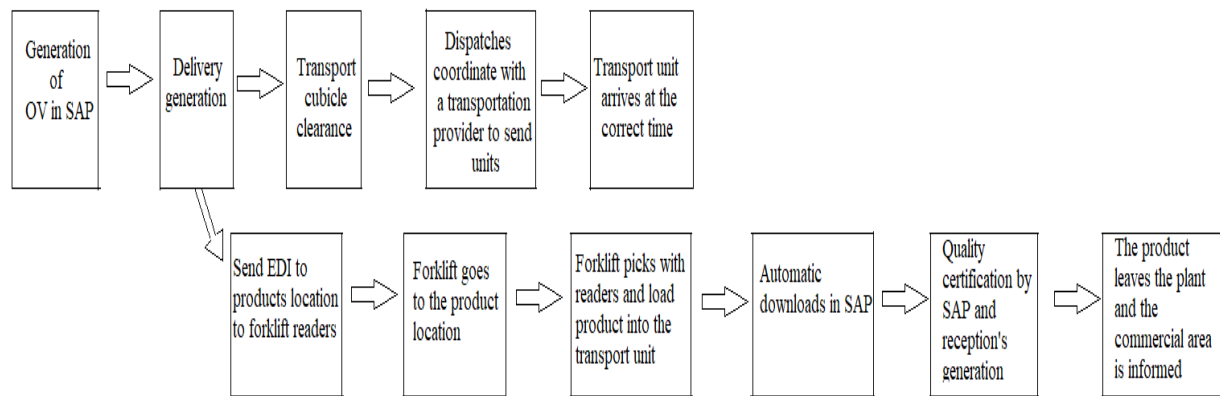 Generation
of
OV in SAP
Delivery
generation
Transport
cubicle
clearance
Dispatches
coordinate with
a transportation
provider to send
units
Transport unit
arrives at the
correct time
Send EDI to
products location
to forklift readers
Forklift goes
to the product
location
Forklift picks with
readers and load
product into the
transport unit
Automatic
downloads in SAP
Quality
certification by
SAP and
reception's
generation
The product
leaves the plant
and the
commercial area
is informed